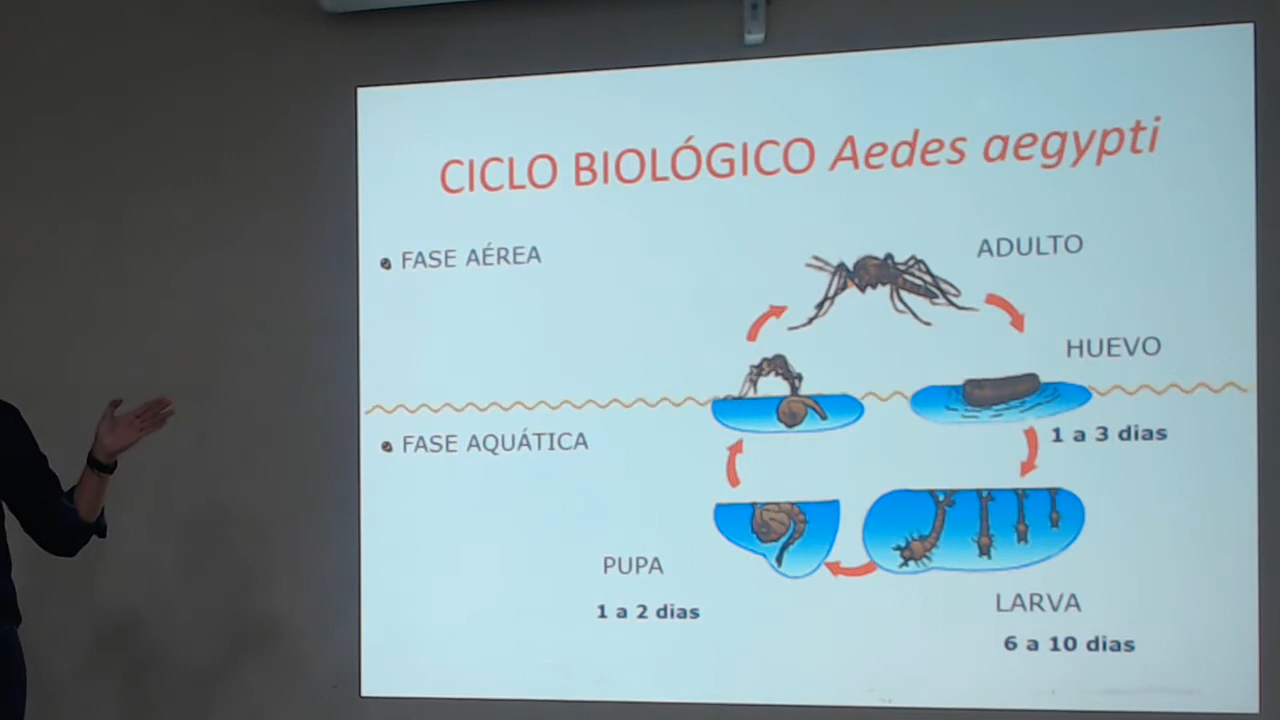 CICLO BIOLÓGICO Aedes aegypti
FASE AÉREA
ADULTO
HUEVO
1 a 3 dias
FASE AQUÁTICA
PUPA
1 a 2 dias
LARVA
6 a 10 dias